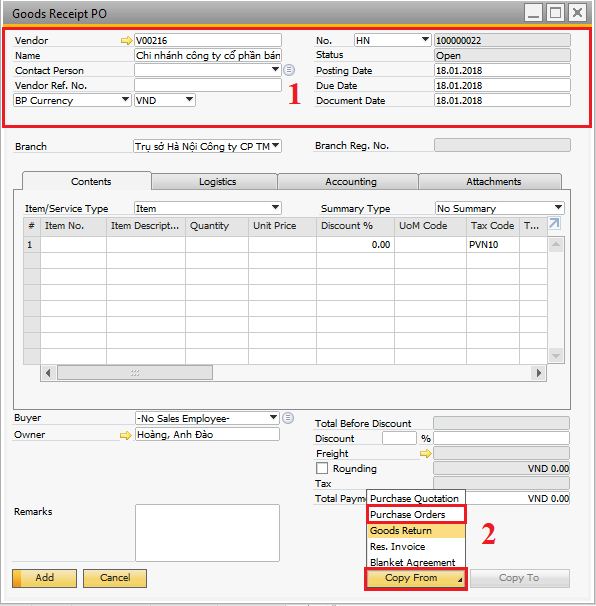 Goods Receipt PO
Vendor V00216 No. HN 100000022
Name Chi nhánh công ty cổ phần bán Status Open
Contact Person Posting Date 18.01.2018
Vendor Ref. No. Due Date 18.01.2018
BP Currency VND Document Date 18.01.2018
1
Branch Trụ sở Hà Nội Công ty CP TM Branch Reg. No.
Contents Logistics Accounting Attachments
Item/Service Type Item Summary Type No Summary
# Item No. Item Descript... Quantity Unit Price Discount % UoM Code Tax Code T...
1 0.00 PVN10
Buyer -No Sales Employee-
Owner Hoàng, Anh Đào
Total Before Discount
Discount %
Freight
Rounding VND 0.00
Tax
Total Paym VND 0.00
Remarks
Purchase Quotation
Purchase Orders
Goods Return
Res. Invoice
Blanket Agreement
2
Add Cancel Copy From Copy To